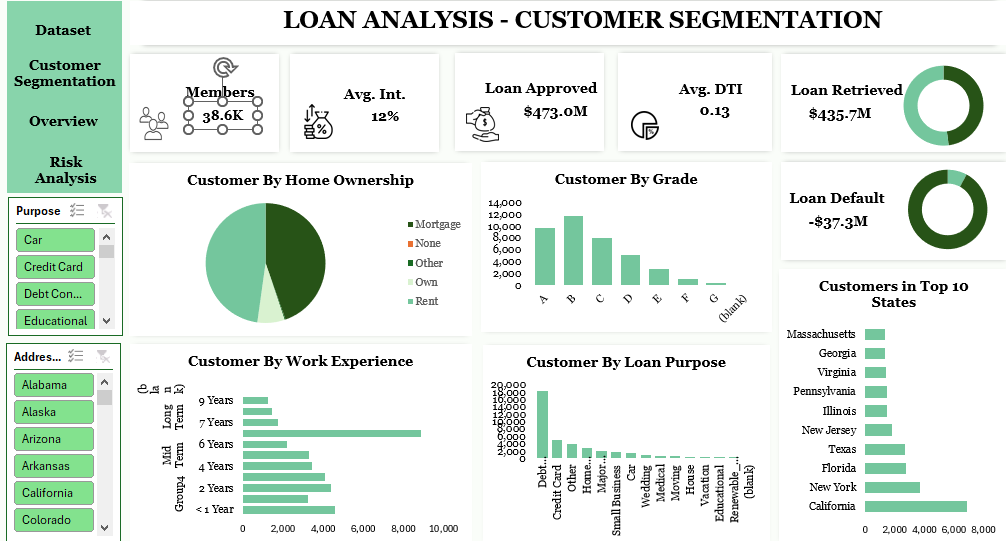 LOAN ANALYSIS - CUSTOMER SEGMENTATION
Dataset
Customer
Segmentation
Overview
Risk
Analysis
Members
38.6K
Avg. Int.
12%
Loan Approved
$473.0M
Avg. DTI
0.13
Loan Retrieved
$435.7M
Loan Default
-$37.3M
Purpose
Car
Credit Card
Debt Con...
Educational
Addres...
Alabama
Alaska
Arizona
Arkansas
California
Colorado
Customer By Home Ownership
Mortgage
None
Other
Own
Rent
Customer By Grade
14,000
12,000
10,000
8,000
6,000
4,000
2,000
0
A
B
C
D
E
F
G
(blank)
Customer By Work Experience
(b
la
n
k)
Long
Term
Mid
Term
Group4
9 Years
7 Years
6 Years
4 Years
2 Years
< 1 Year
0
2,000
4,000
6,000
8,000
10,000
Customer By Loan Purpose
20,000
18,000
16,000
14,000
12,000
10,000
8,000
6,000
4,000
2,000
0
Debt...
Credit Card
Other
Home...
Major...
Small Business
Car
Wedding
Medical
Moving
House
Vacation
Educational
Renewable_...
(blank)
Customers in Top 10
States
Massachusetts
Georgia
Virginia
Pennsylvania
Illinois
New Jersey
Texas
Florida
New York
California
0
2,000
4,000
6,000
8,000